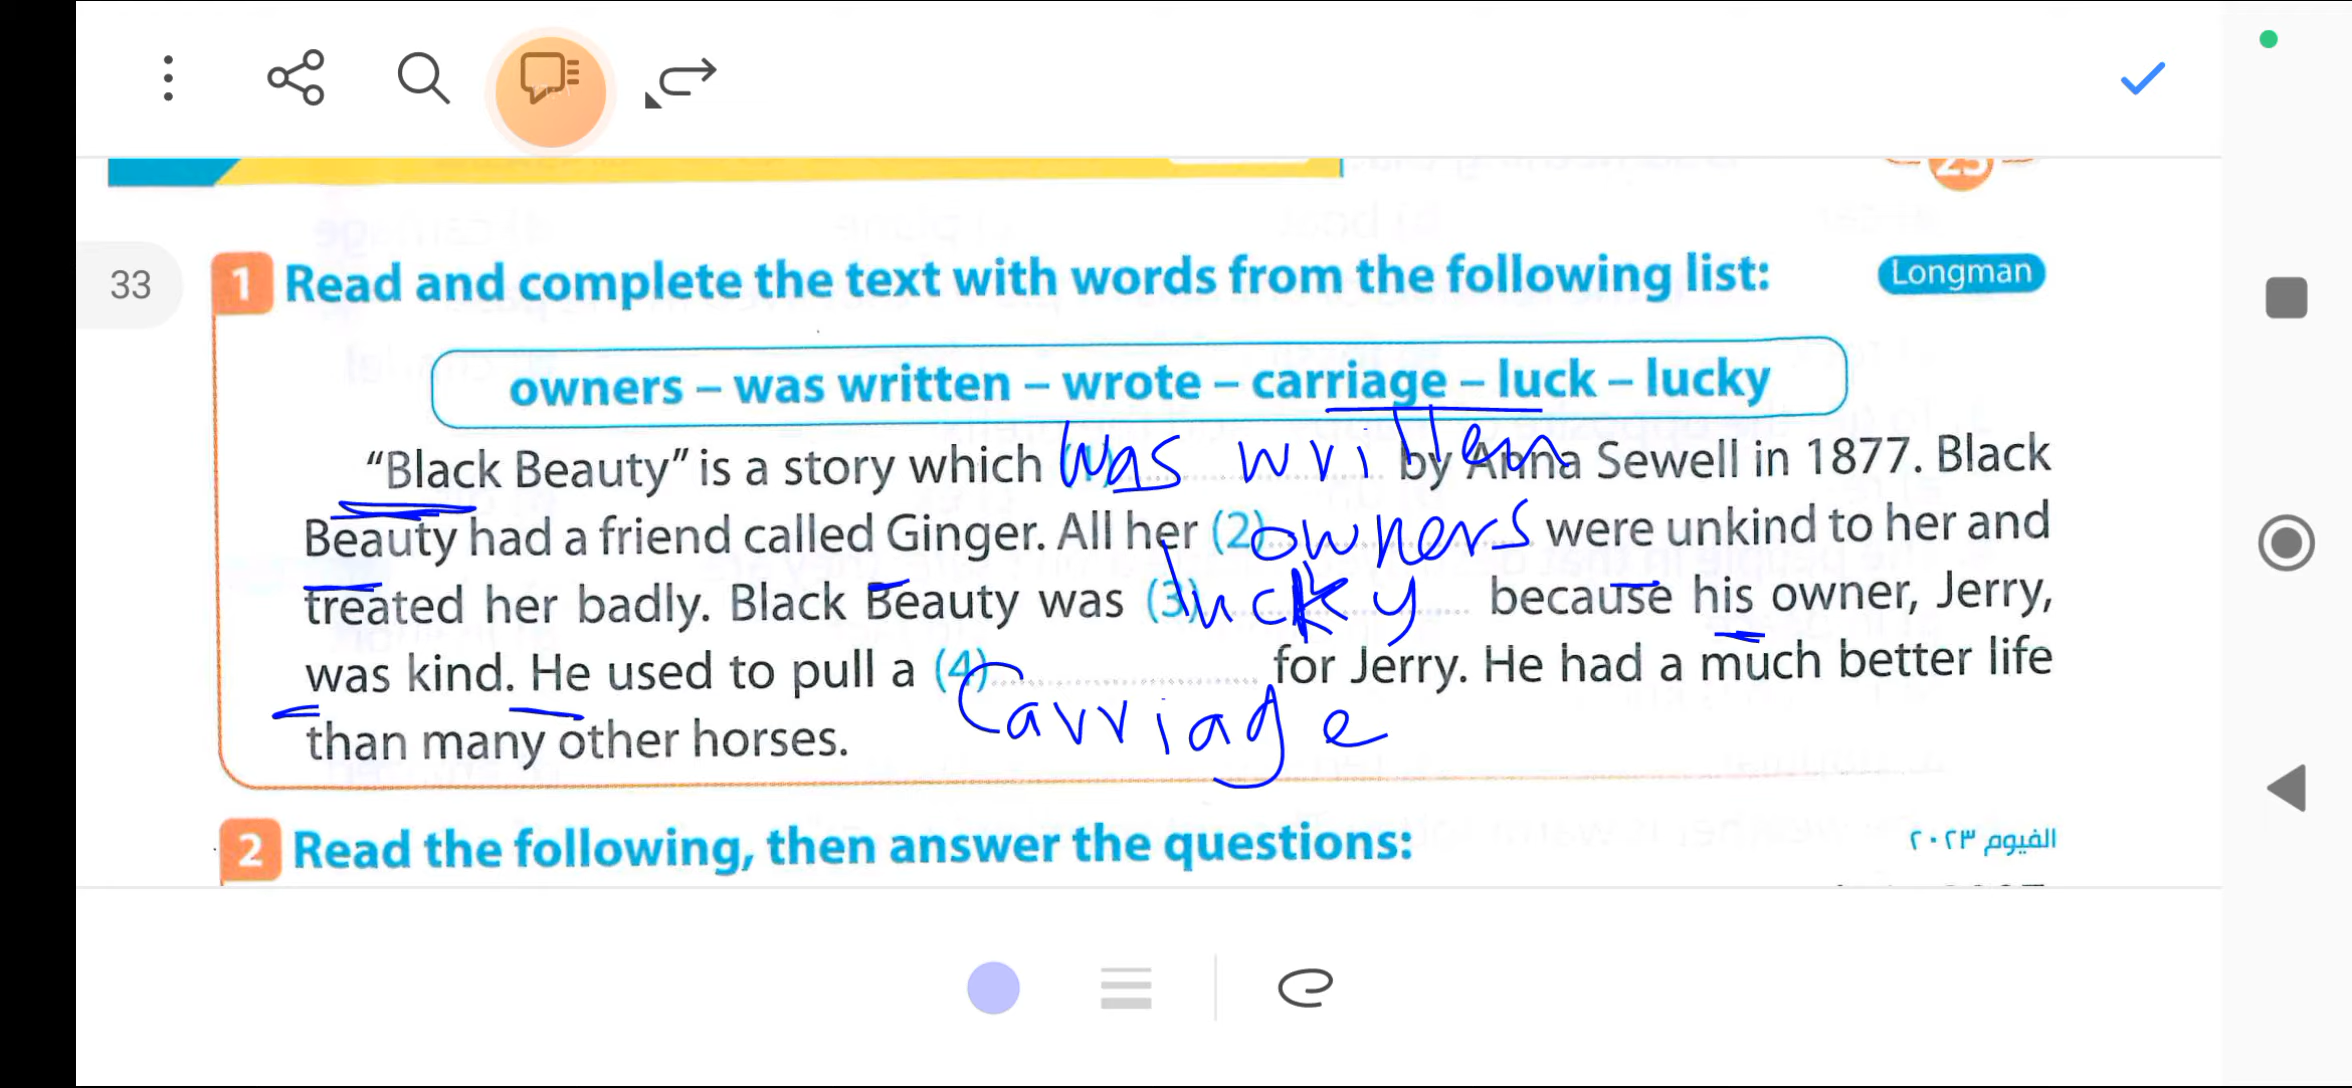 25
33
1 Read and complete the text with words from the following list: Longman
owners – was written – wrote – carriage – luck – lucky
“Black Beauty” is a story which (1) was written by Anna Sewell in 1877. Black
Beauty had a friend called Ginger. All her (2) owners were unkind to her and
treated her badly. Black Beauty was (3) lucky because his owner, Jerry,
was kind. He used to pull a (4) carriage for Jerry. He had a much better life
than many other horses.
2 Read the following, then answer the questions: الفيوم ٢٠٢٣